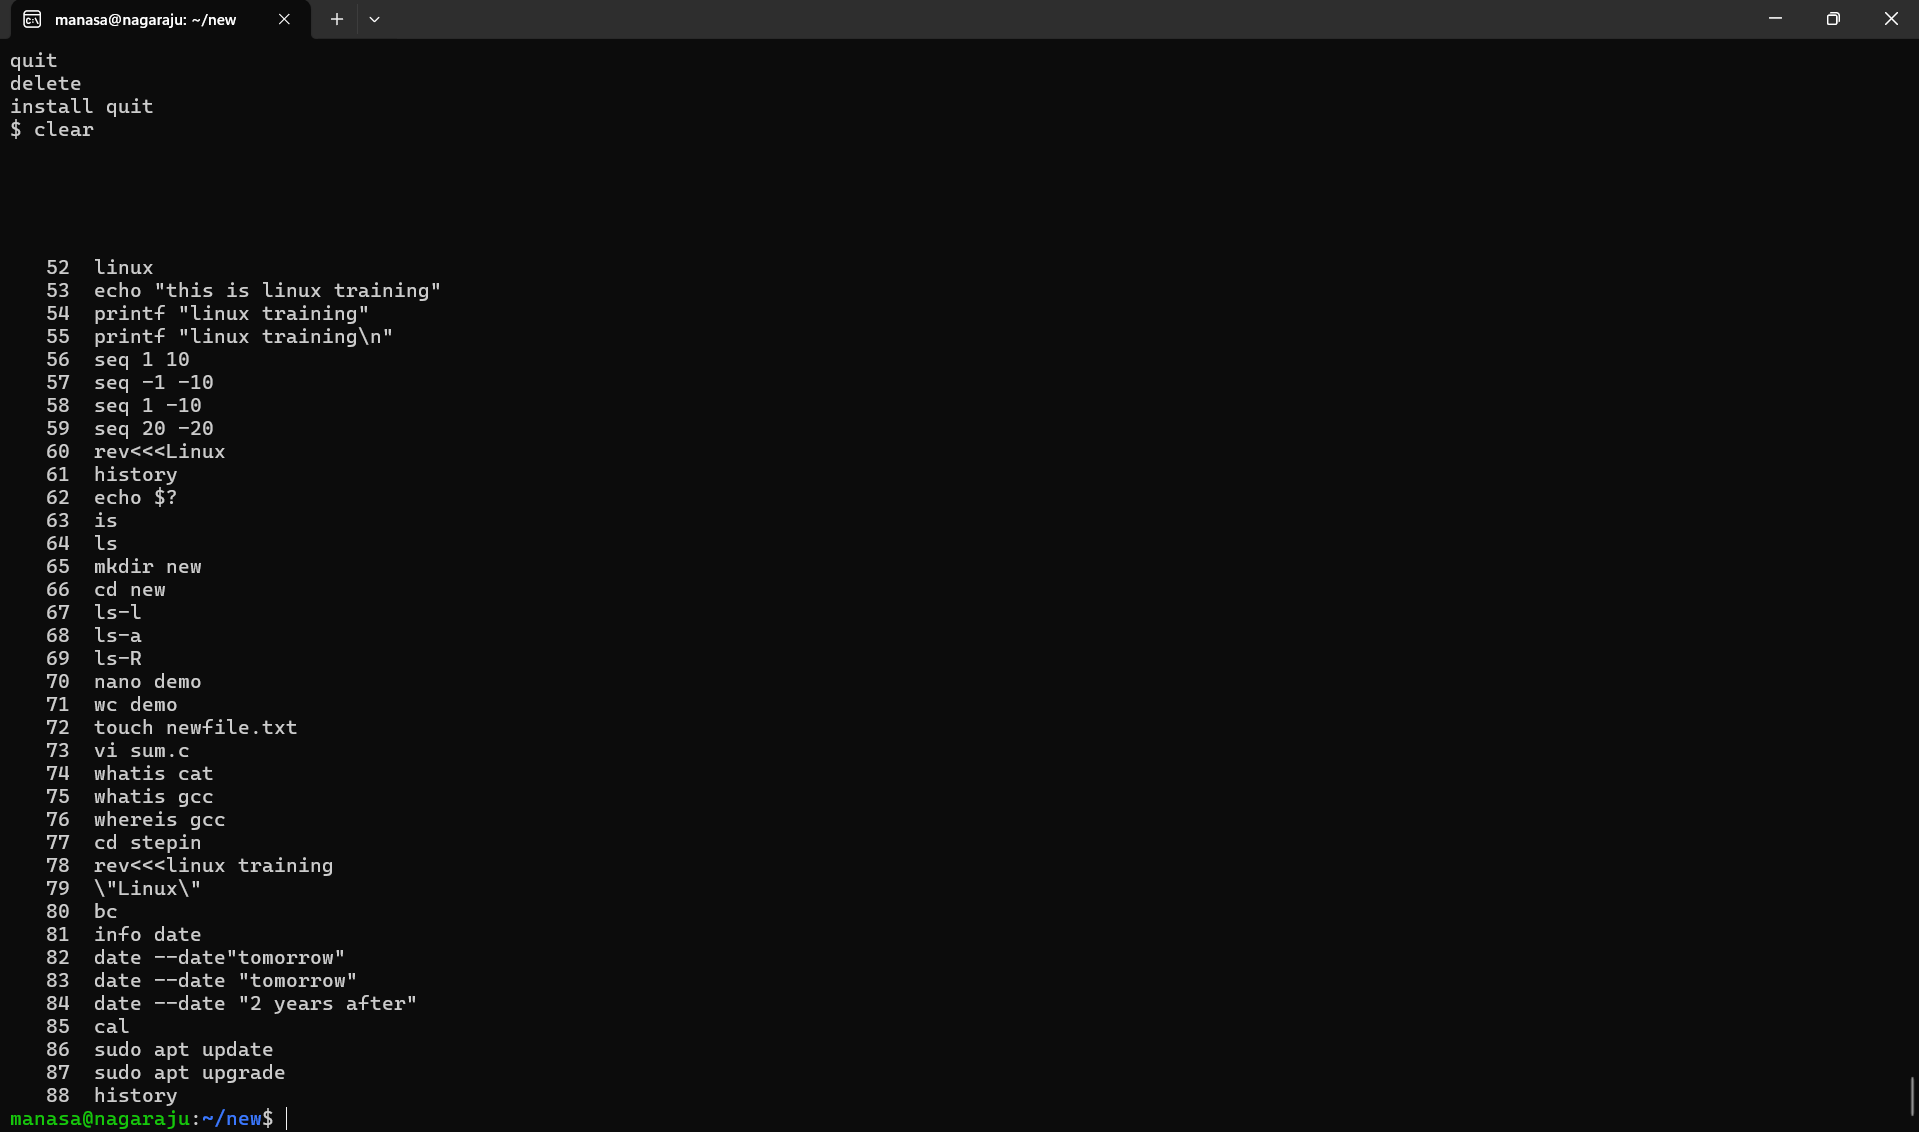 manasa@nagaraju: ~/new
quit
delete
install quit
$ clear
52 linux
53 echo "this is linux training"
54 printf "linux training"
55 printf "linux training\n"
56 seq 1 10
57 seq -1 -10
58 seq 1 -10
59 seq 20 -20
60 rev<<<Linux
61 history
62 echo $?
63 is
64 ls
65 mkdir new
66 cd new
67 ls-l
68 ls-a
69 ls-R
70 nano demo
71 wc demo
72 touch newfile.txt
73 vi sum.c
74 whatis cat
75 whatis gcc
76 whereis gcc
77 cd stepin
78 rev<<<linux training
79 \"Linux\"
80 bc
81 info date
82 date --date"tomorrow"
83 date --date "tomorrow"
84 date --date "2 years after"
85 cal
86 sudo apt update
87 sudo apt upgrade
88 history
manasa@nagaraju:~/new$